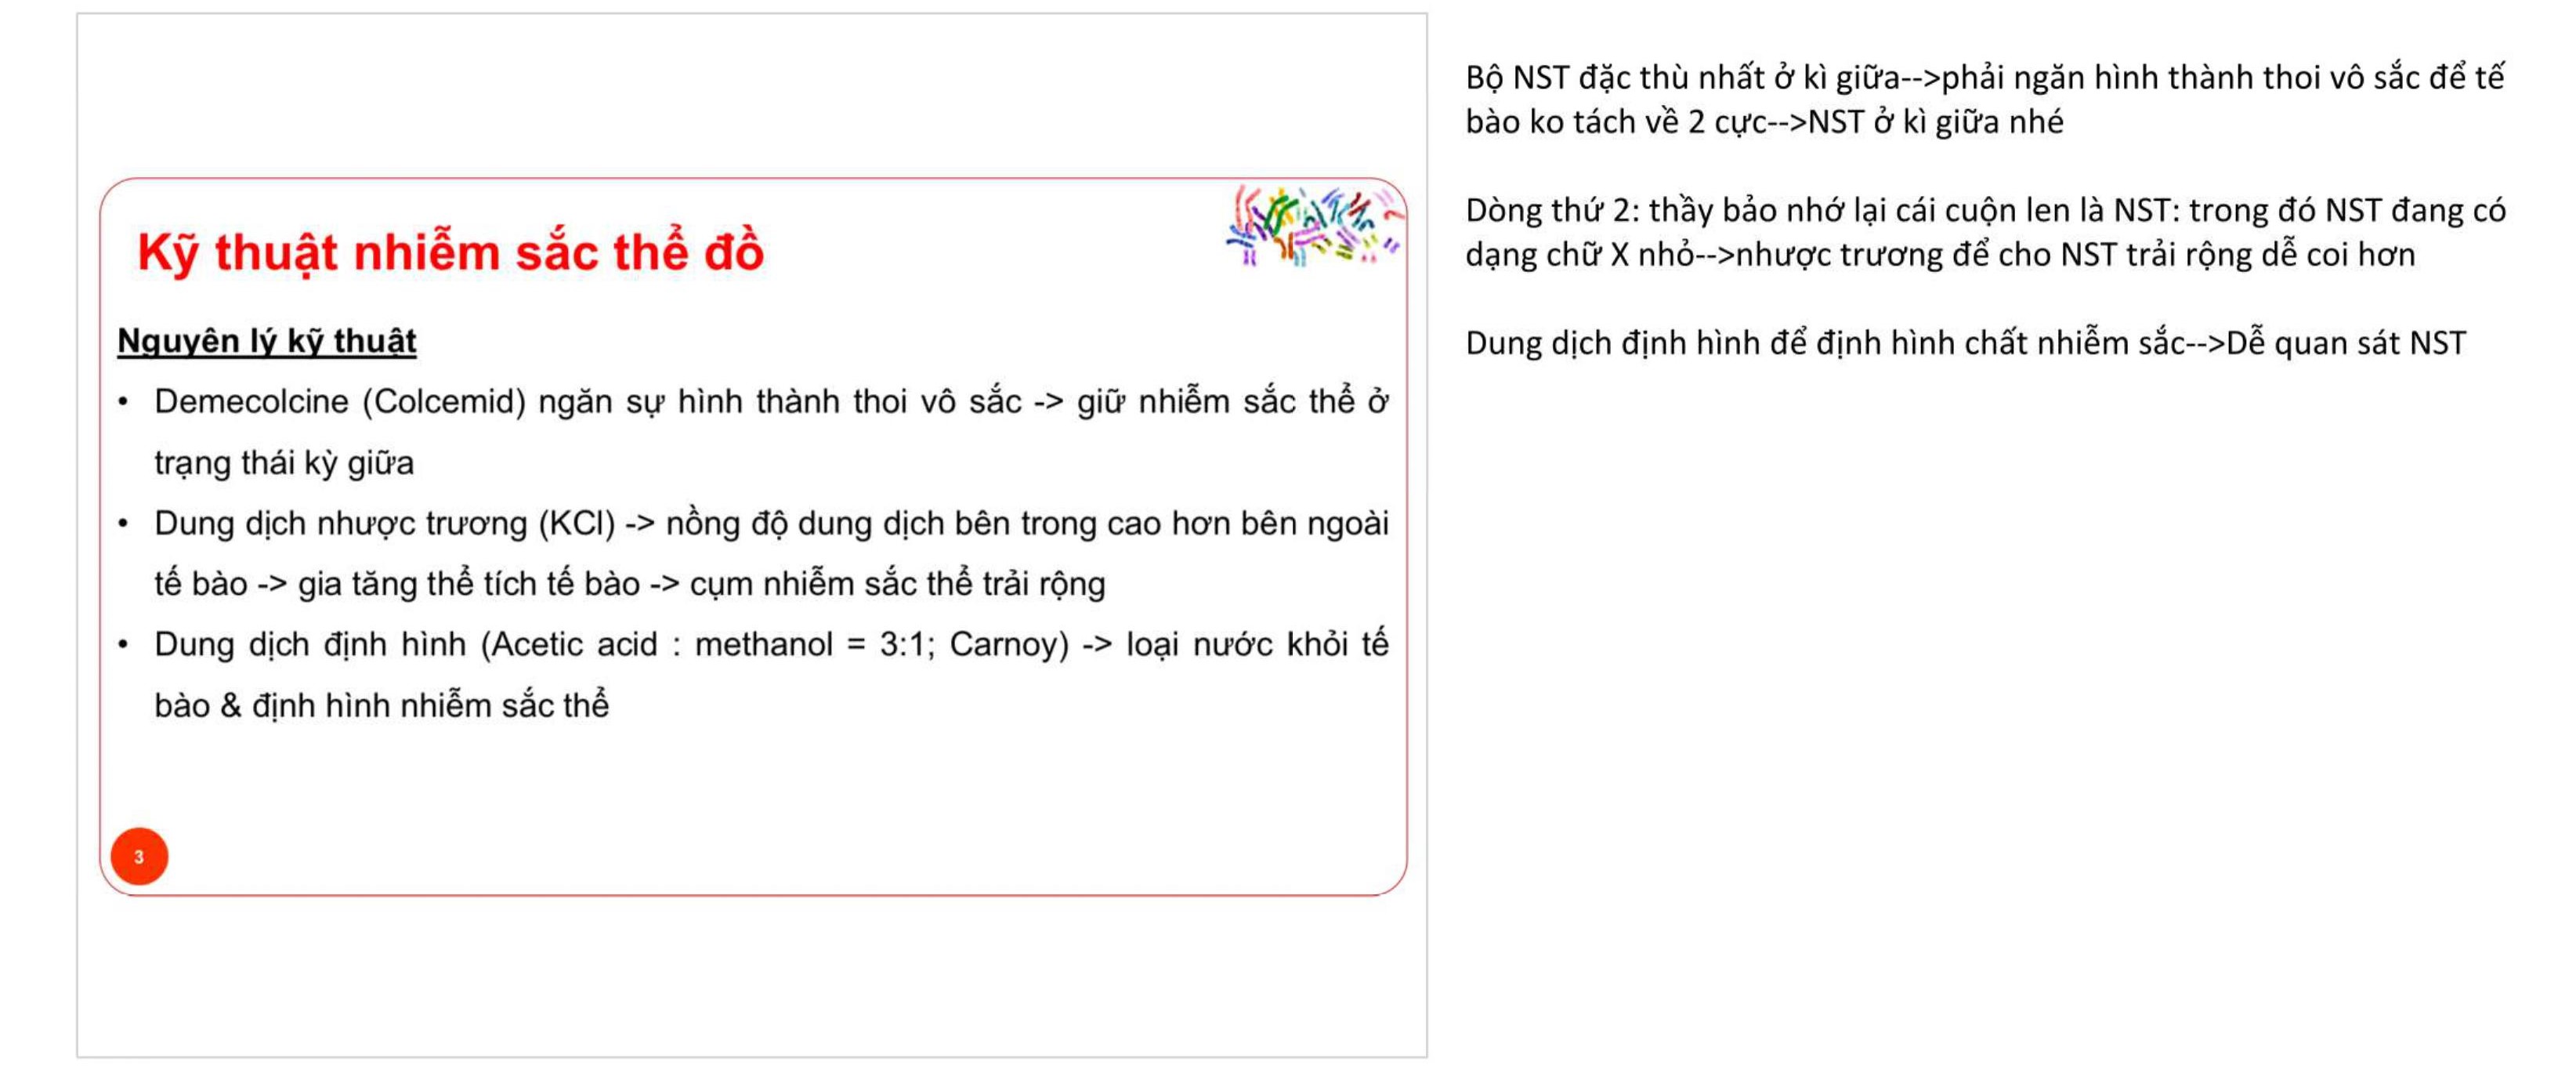 Kỹ thuật nhiễm sắc thể đồ
Nguyên lý kỹ thuật
• Demecolcine (Colcemid) ngăn sự hình thành thoi vô sắc -> giữ nhiễm sắc thể ở
trạng thái kỳ giữa
• Dung dịch nhược trương (KCl) -> nồng độ dung dịch bên trong cao hơn bên ngoài
tế bào -> gia tăng thể tích tế bào -> cụm nhiễm sắc thể trải rộng
• Dung dịch định hình (Acetic acid : methanol = 3:1; Carnoy) -> loại nước khỏi tế
bào & định hình nhiễm sắc thể
3
Bộ NST đặc thù nhất ở kì giữa-->phải ngăn hình thành thoi vô sắc để tế
bào ko tách về 2 cực-->NST ở kì giữa nhé
Dòng thứ 2: thầy bảo nhớ lại cái cuộn len là NST: trong đó NST đang có
dạng chữ X nhỏ-->nhược trương để cho NST trải rộng dễ coi hơn
Dung dịch định hình để định hình chất nhiễm sắc-->Dễ quan sát NST